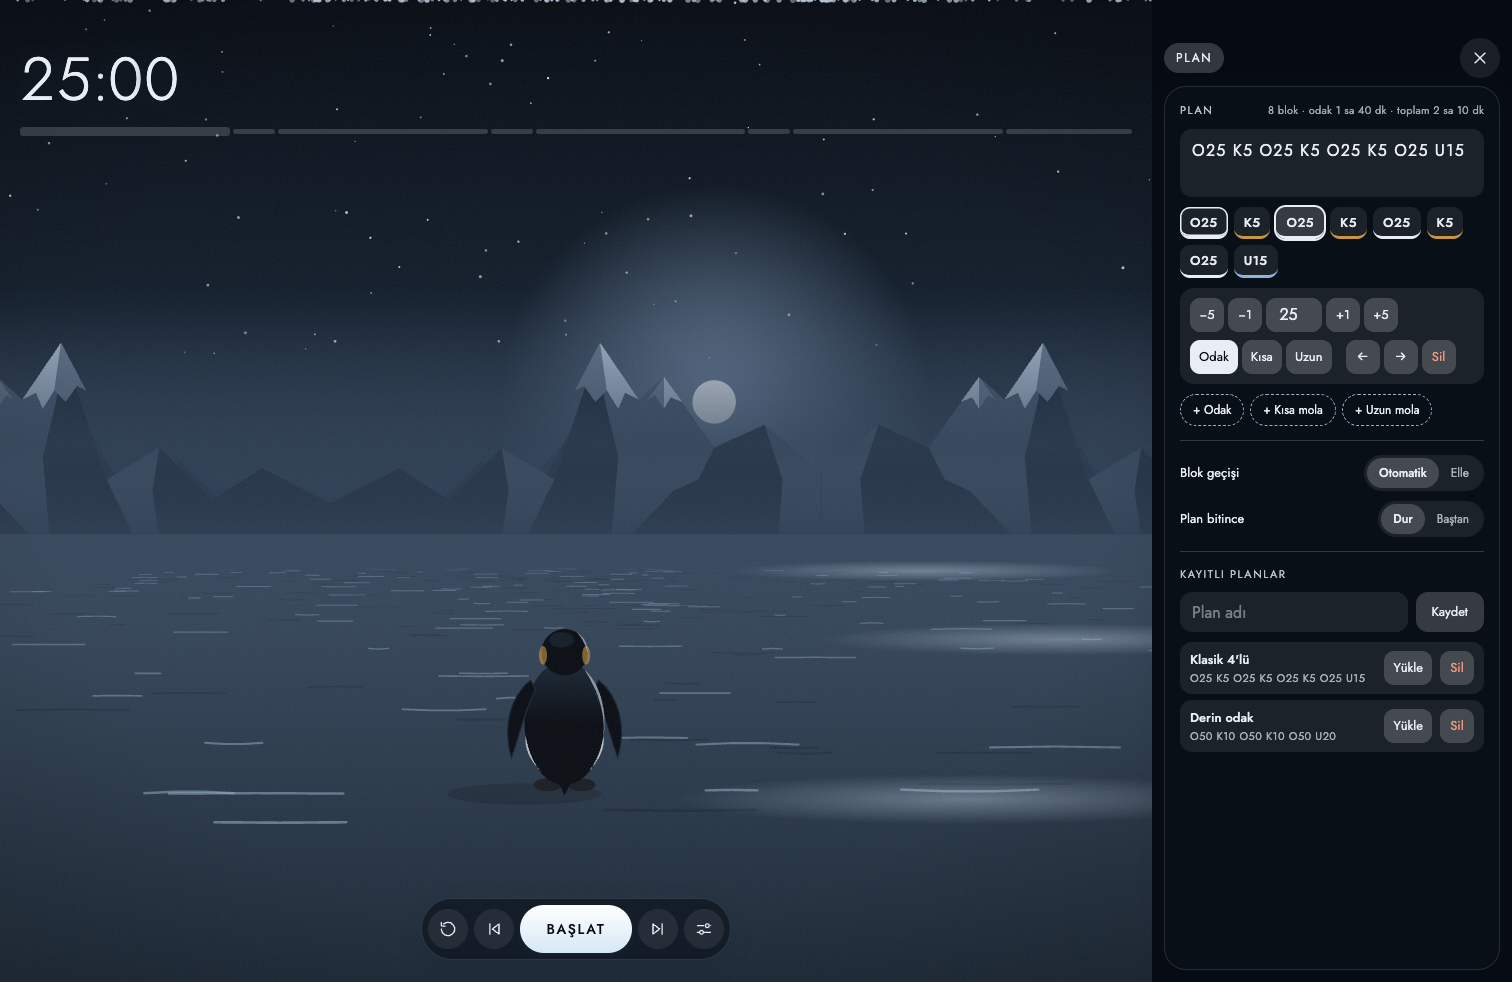 25:00
PLAN
PLAN 8 blok · odak 1 sa 40 dk · toplam 2 sa 10 dk
O25 K5 O25 K5 O25 K5 O25 U15
O25 K5 O25 K5 O25 K5
O25 U15
−5 −1 25 +1 +5
Odak Kısa Uzun ← → Sil
+ Odak + Kısa mola + Uzun mola
Blok geçişi Otomatik Elle
Plan bitince Dur Baştan
KAYITLI PLANLAR
Plan adı Kaydet
Klasik 4'lü
O25 K5 O25 K5 O25 K5 O25 U15
Yükle Sil
Derin odak
O50 K10 O50 K10 O50 U20
Yükle Sil
BAŞLAT